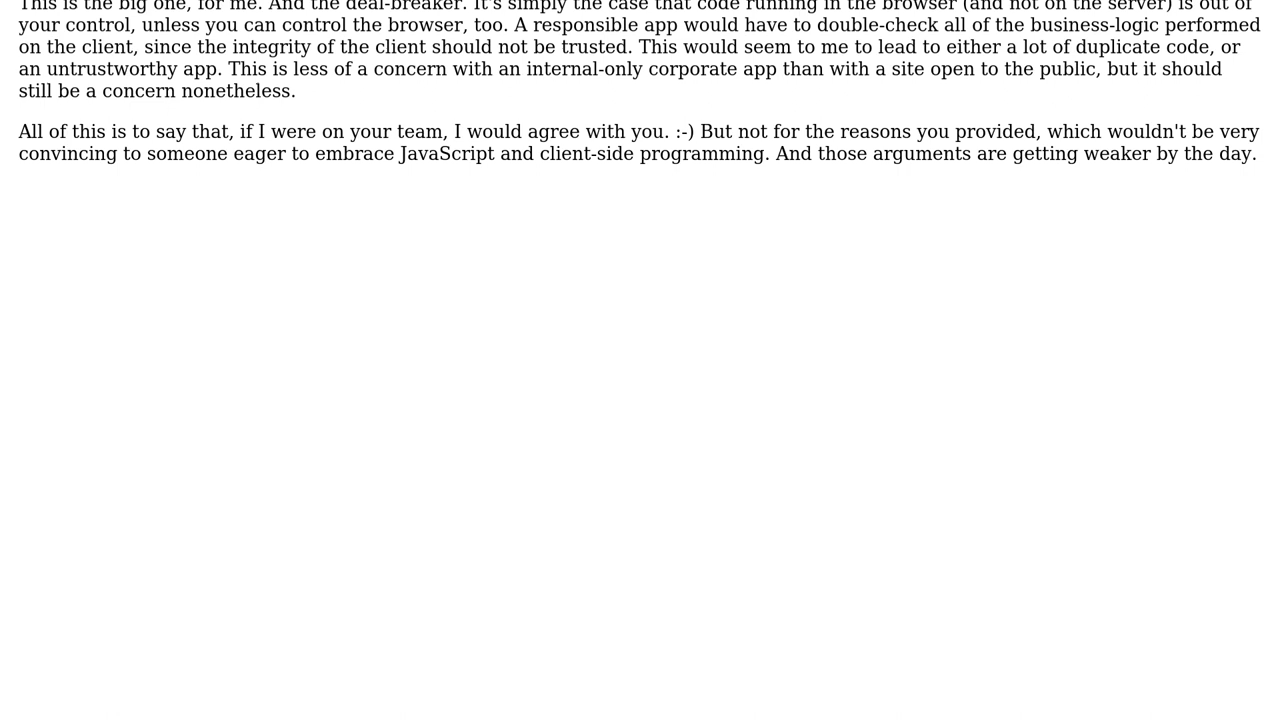 This is the big one, for me. And the deal-breaker. It's simply the case that code running in the browser (and not on the server) is out of
your control, unless you can control the browser, too. A responsible app would have to double-check all of the business-logic performed
on the client, since the integrity of the client should not be trusted. This would seem to me to lead to either a lot of duplicate code, or
an untrustworthy app. This is less of a concern with an internal-only corporate app than with a site open to the public, but it should
still be a concern nonetheless.
All of this is to say that, if I were on your team, I would agree with you. :-) But not for the reasons you provided, which wouldn't be very
convincing to someone eager to embrace JavaScript and client-side programming. And those arguments are getting weaker by the day.